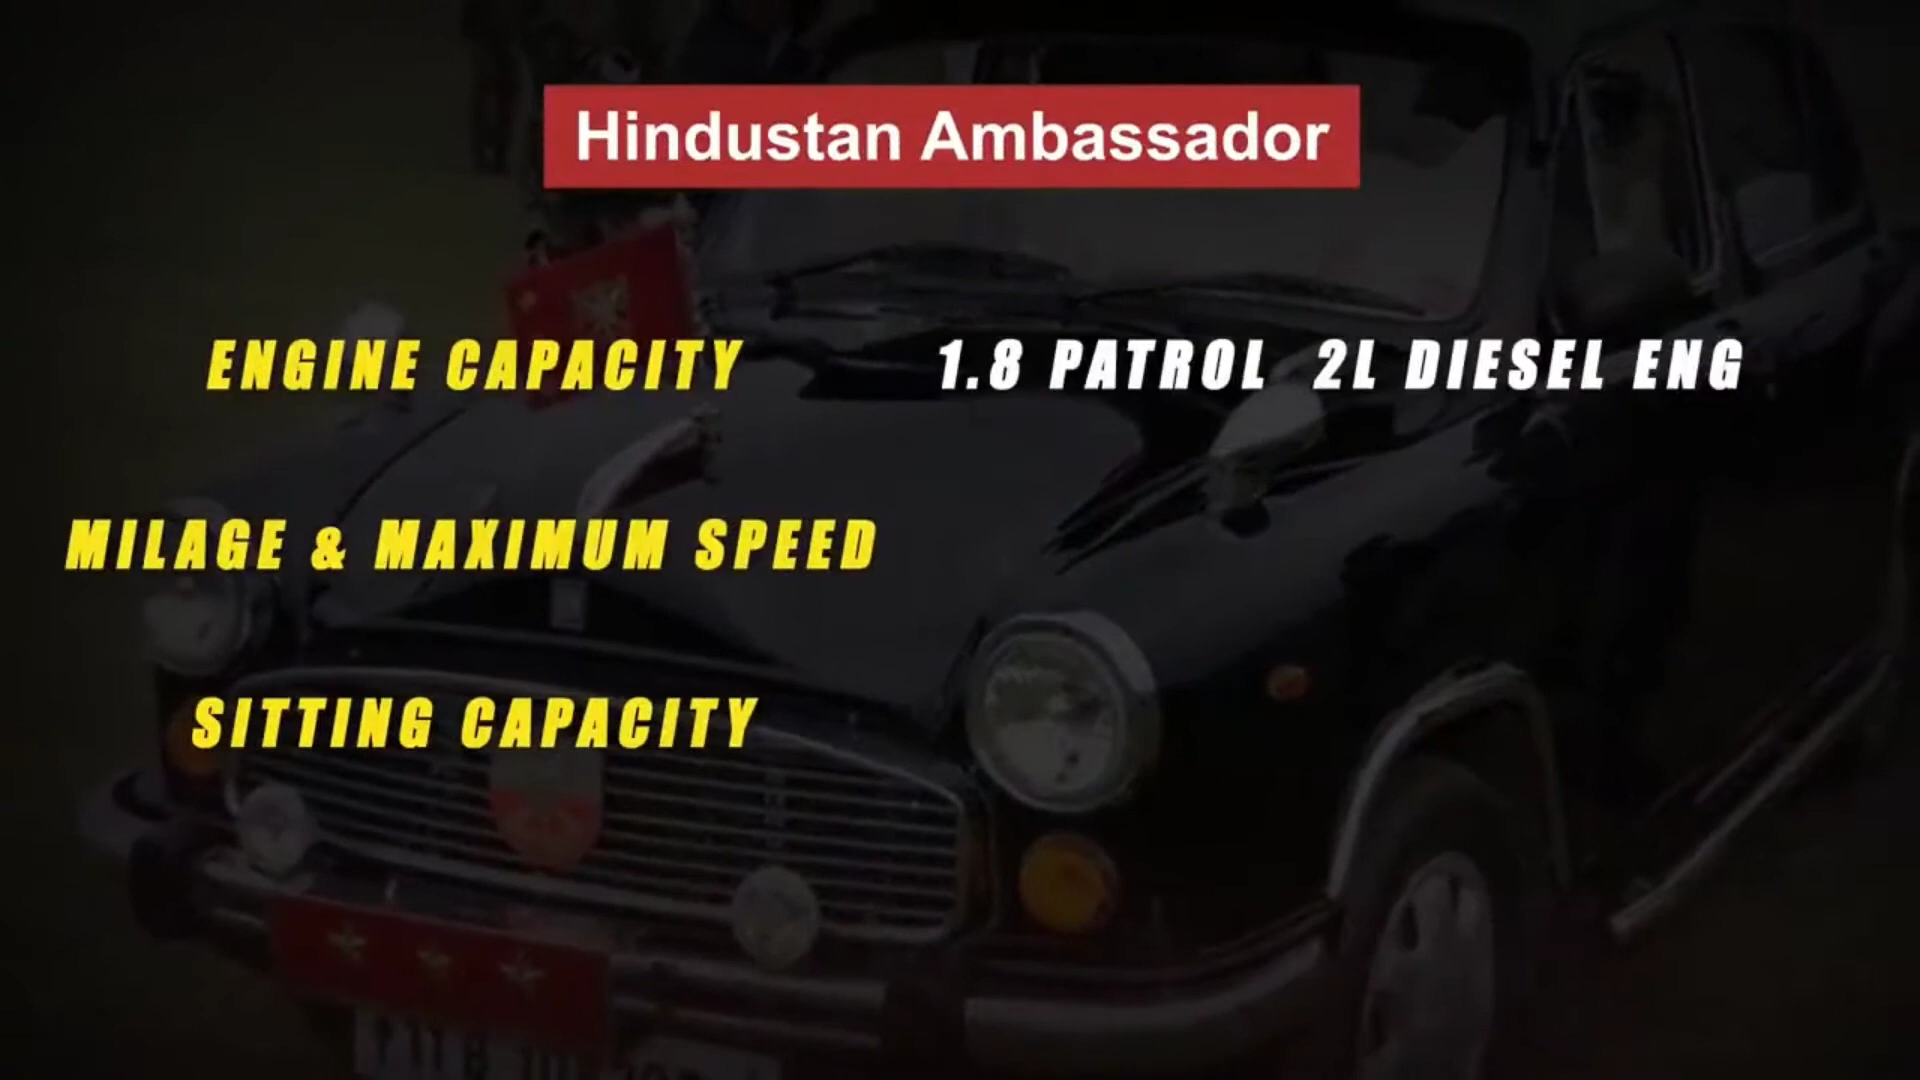 Hindustan Ambassador
ENGINE CAPACITY 1.8 PATROL 2L DIESEL ENG
MILAGE & MAXIMUM SPEED
SITTING CAPACITY